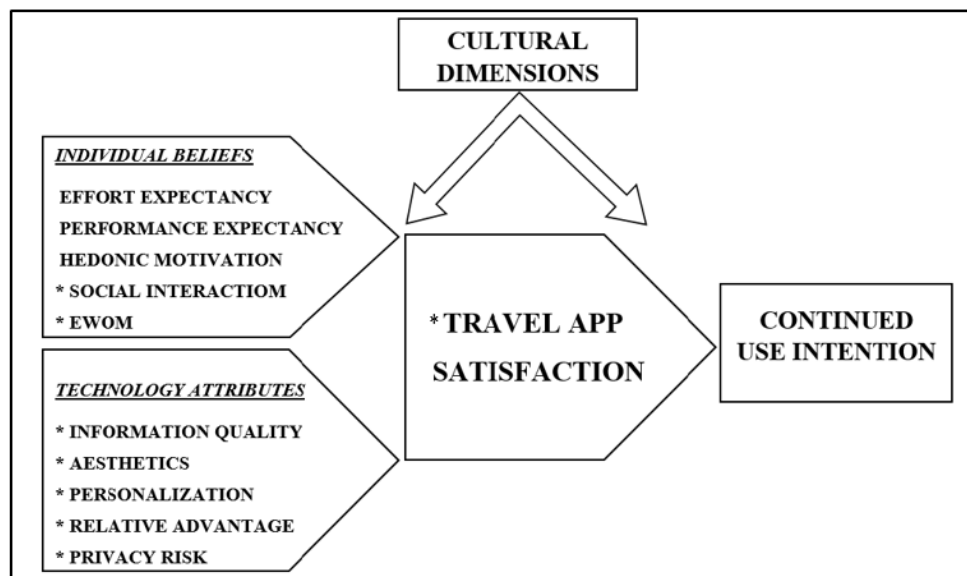 CULTURAL
DIMENSIONS
INDIVIDUAL BELIEFS
EFFORT EXPECTANCY
PERFORMANCE EXPECTANCY
HEDONIC MOTIVATION
* SOCIAL INTERACTIOM
* EWOM
TECHNOLOGY ATTRIBUTES
* INFORMATION QUALITY
* AESTHETICS
* PERSONALIZATION
* RELATIVE ADVANTAGE
* PRIVACY RISK
* TRAVEL APP
SATISFACTION
CONTINUED
USE INTENTION